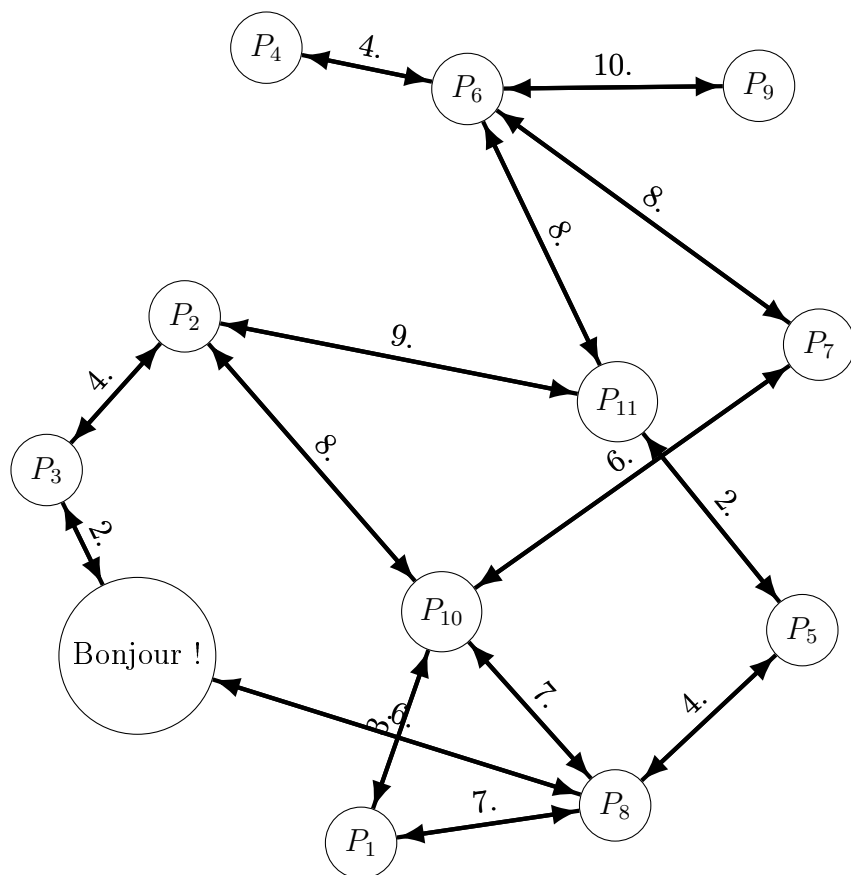 P₄
4.
P₆
10.
P₉
8.
8.
P₂
9.
P₇
4.
P₁₁
8.
6.
P₃
2.
2.
P₁₀
P₅
Bonjour !
7.
4.
3.
6.
7.
P₈
P₁